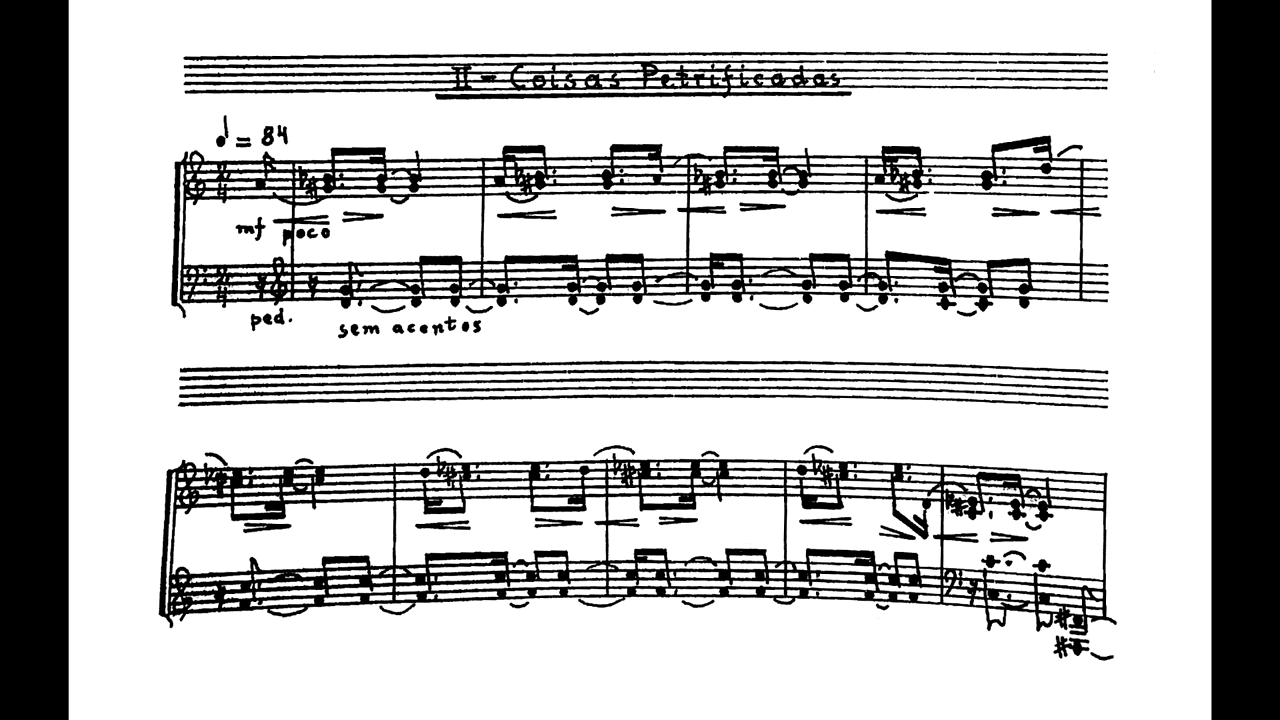 II - Coisas Petrificadas
♩ = 84
mf poco
ped.
sem acentos